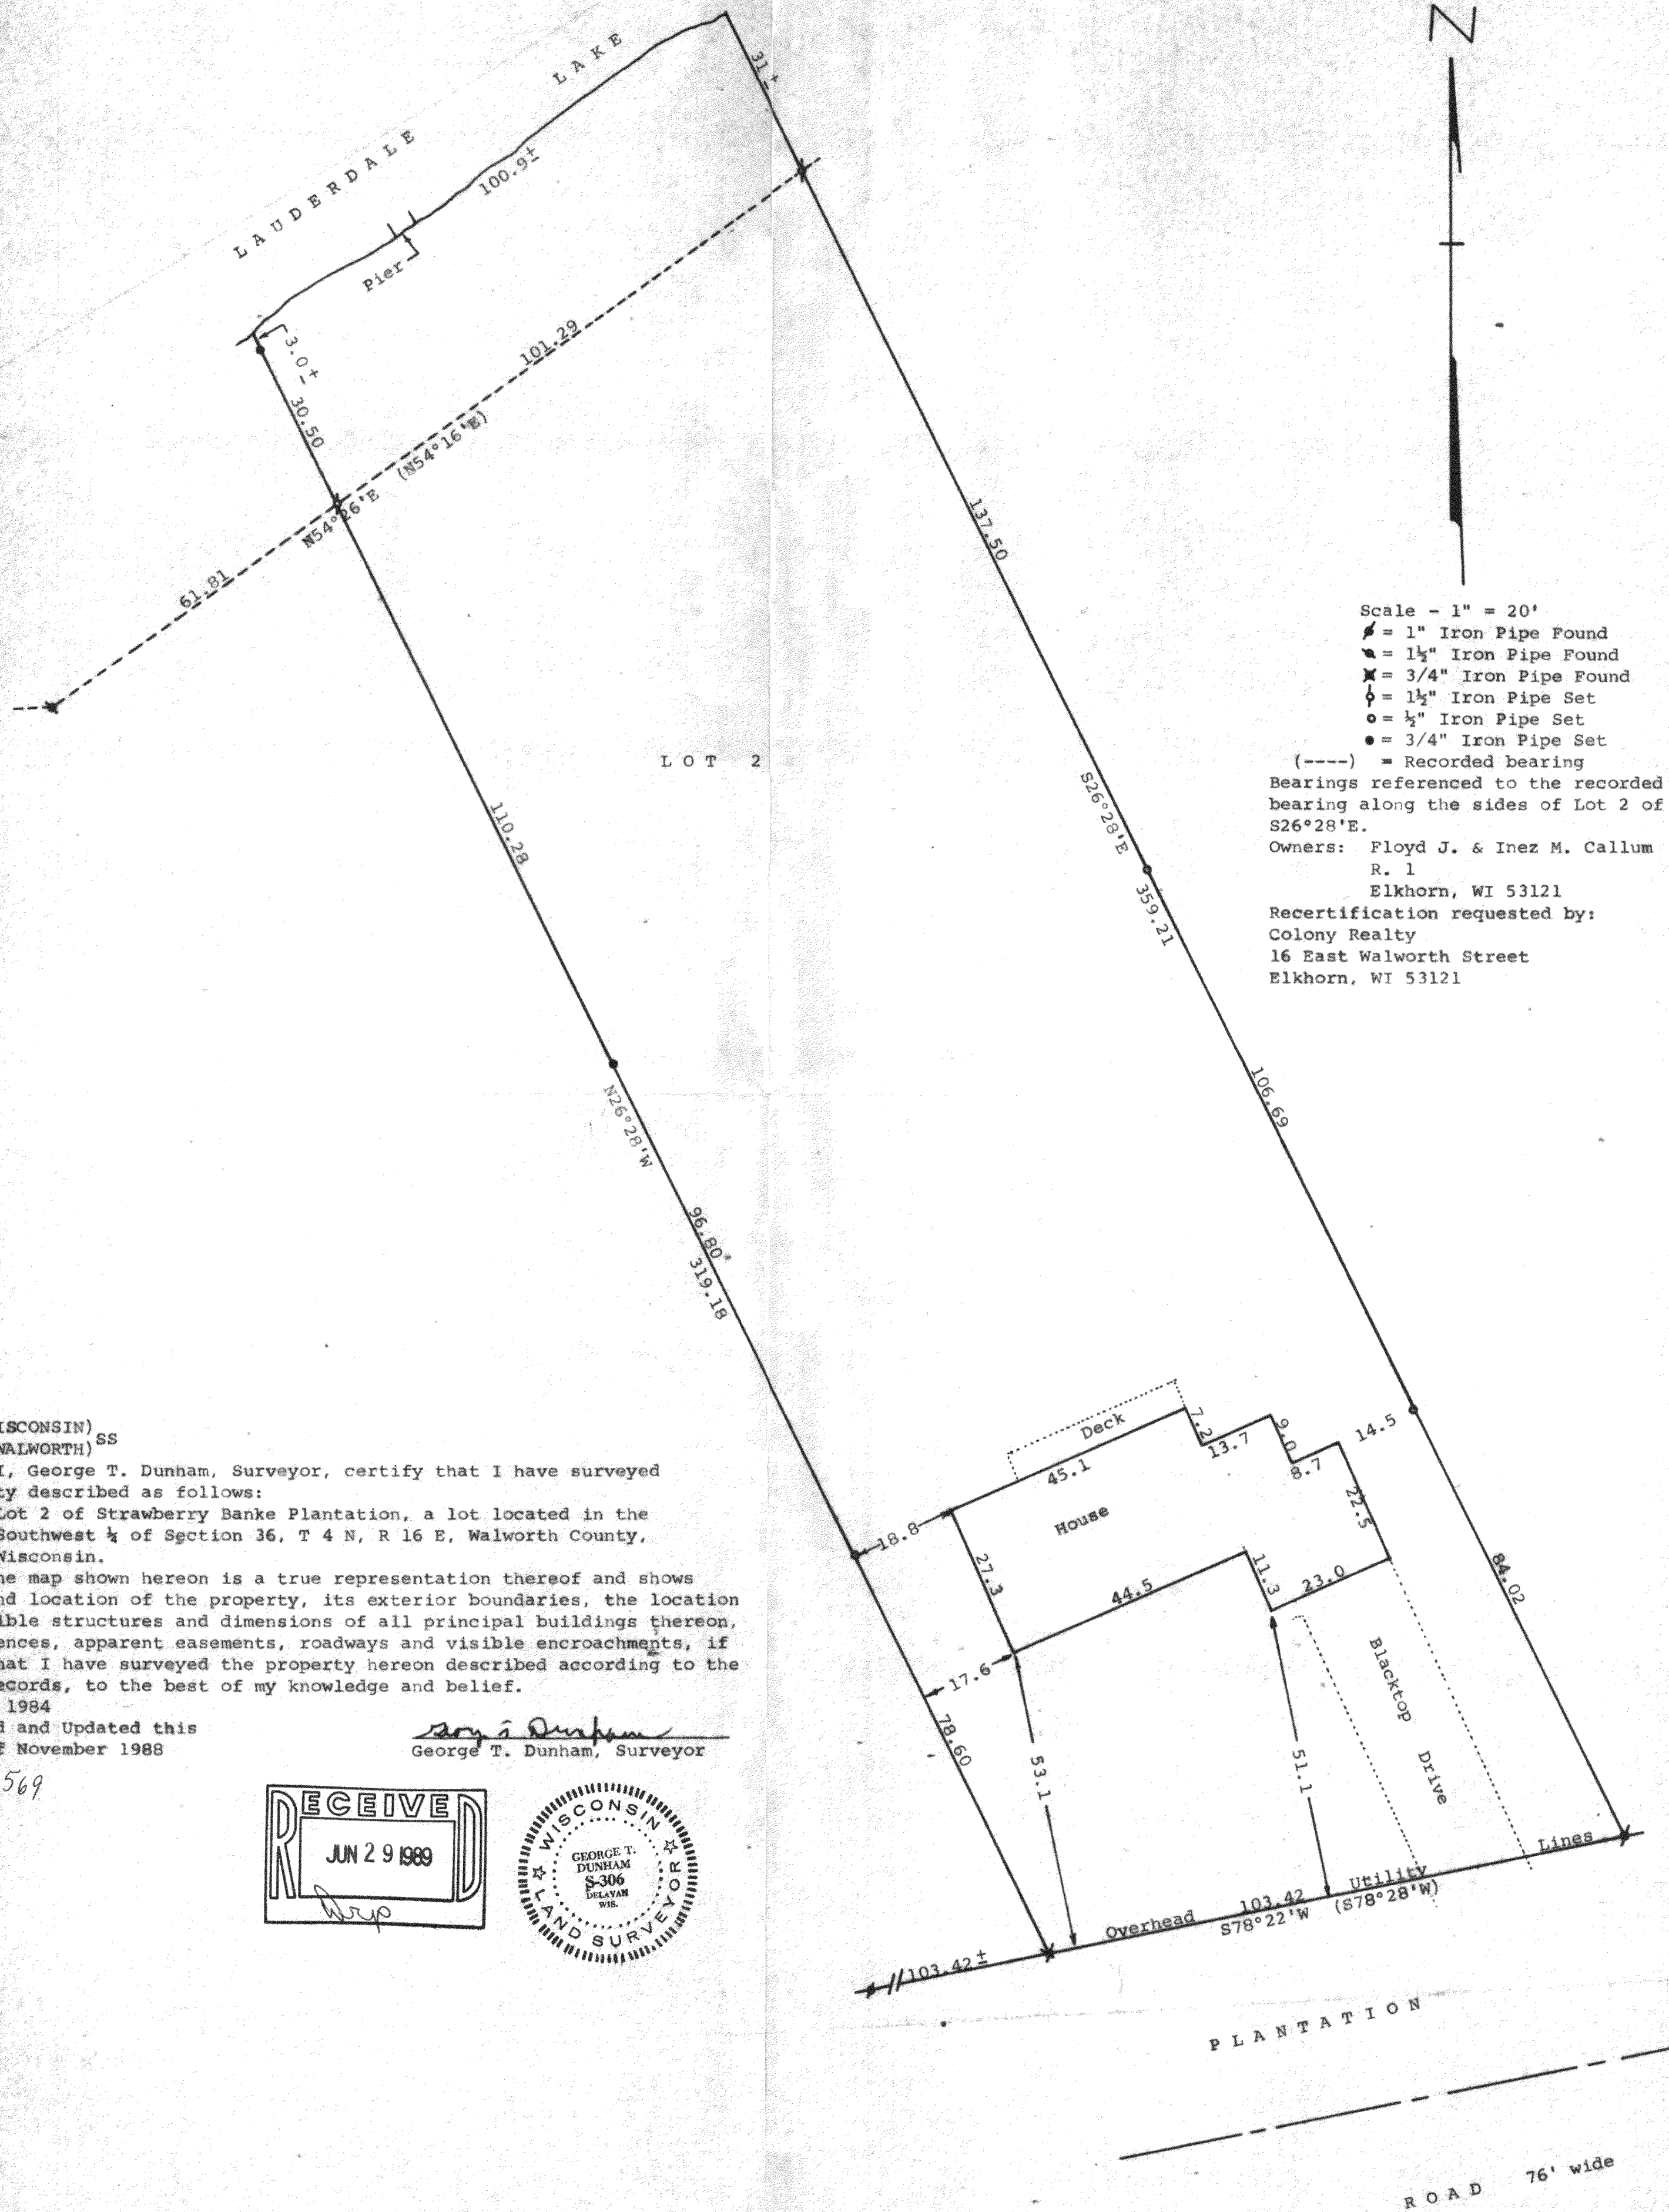 N
LAUDERDALE LAKE
31±
100.9±
Pier
3.0±
30.50
101.29
N54°26'E (N54°16'E)
61.81
137.50
LOT 2
110.28
S26°28'E
359.21
N26°28'W
106.69
96.80
319.18
Scale - 1" = 20'
= 1" Iron Pipe Found
= 1½" Iron Pipe Found
= 3/4" Iron Pipe Found
= 1½" Iron Pipe Set
= ½" Iron Pipe Set
= 3/4" Iron Pipe Set
(----) = Recorded bearing
Bearings referenced to the recorded
bearing along the sides of Lot 2 of
S26°28'E.
Owners: Floyd J. & Inez M. Callum
R. 1
Elkhorn, WI 53121
Recertification requested by:
Colony Realty
16 East Walworth Street
Elkhorn, WI 53121
Deck
7.2
13.7
9.0
8.7
14.5
45.1
House
22.5
18.8
27.3
44.5
11.3
23.0
84.02
17.6
78.60
53.1
51.1
Blacktop Drive
Overhead Utility Lines
103.42
S78°22'W (S78°28'W)
103.42±
PLANTATION
ROAD 76' wide
ISCONSIN)
WALWORTH) SS
I, George T. Dunham, Surveyor, certify that I have surveyed
ty described as follows:
Lot 2 of Strawberry Banke Plantation, a lot located in the
Southwest ¼ of Section 36, T 4 N, R 16 E, Walworth County,
Wisconsin.
he map shown hereon is a true representation thereof and shows
nd location of the property, its exterior boundaries, the location
ible structures and dimensions of all principal buildings thereon,
ences, apparent easements, roadways and visible encroachments, if
hat I have surveyed the property hereon described according to the
ecords, to the best of my knowledge and belief.
1984
d and Updated this
f November 1988
George T. Dunham, Surveyor
569
RECEIVED
JUN 29 1989
WISCONSIN
GEORGE T.
DUNHAM
S-306
DELAVAN
WIS.
LAND SURVEYOR